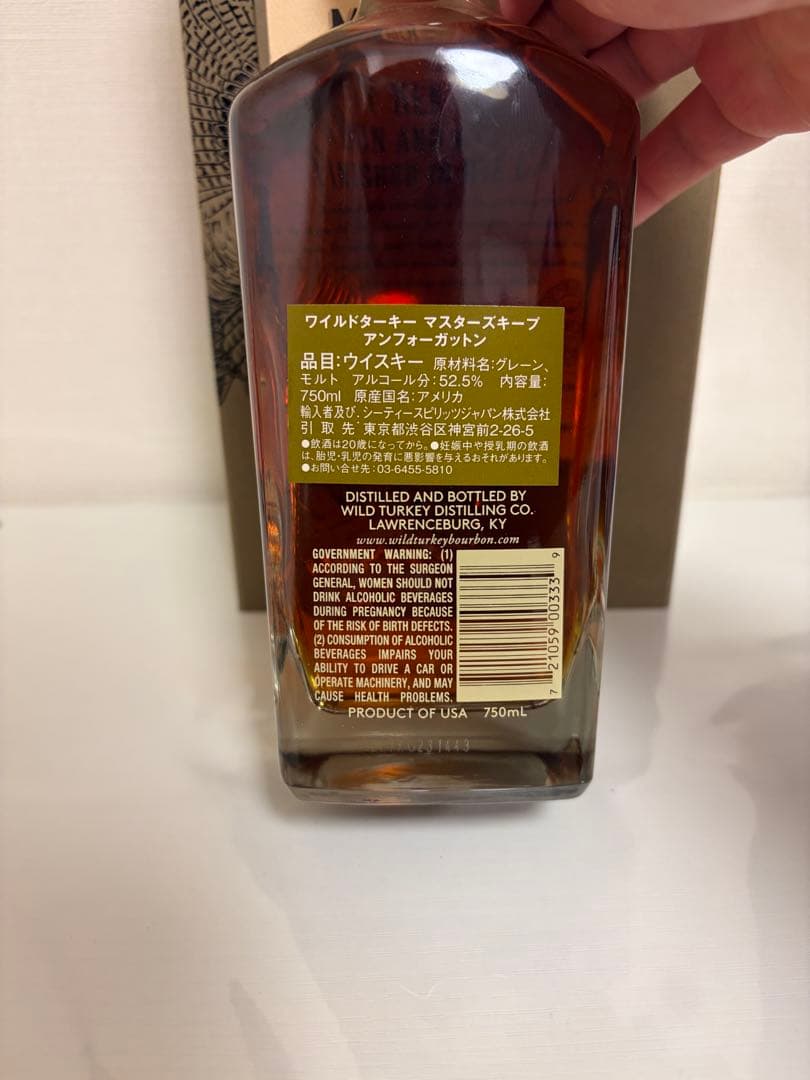 M
ワイルドターキー マスターズキープ
アンフォーガットン
品目:ウイスキー 原材料名:グレーン、
モルト アルコール分:52.5% 内容量:
750ml 原産国名:アメリカ
輸入者及び シーティースピリッツジャパン株式会社
引取先:東京都渋谷区神宮前2-26-5
●飲酒は20歳になってから。●妊娠中や授乳期の飲酒
は、胎児・乳児の発育に悪影響を与えるおそれがあります。
●お問い合せ先:03-6455-5810
DISTILLED AND BOTTLED BY
WILD TURKEY DISTILLING CO.
LAWRENCEBURG, KY
www.wildturkeybourbon.com
GOVERNMENT WARNING: (1)
ACCORDING TO THE SURGEON
GENERAL, WOMEN SHOULD NOT
DRINK ALCOHOLIC BEVERAGES
DURING PREGNANCY BECAUSE
OF THE RISK OF BIRTH DEFECTS.
(2) CONSUMPTION OF ALCOHOLIC
BEVERAGES IMPAIRS YOUR
ABILITY TO DRIVE A CAR OR
OPERATE MACHINERY, AND MAY
CAUSE HEALTH PROBLEMS.
7 21059 00333 9
PRODUCT OF USA 750mL